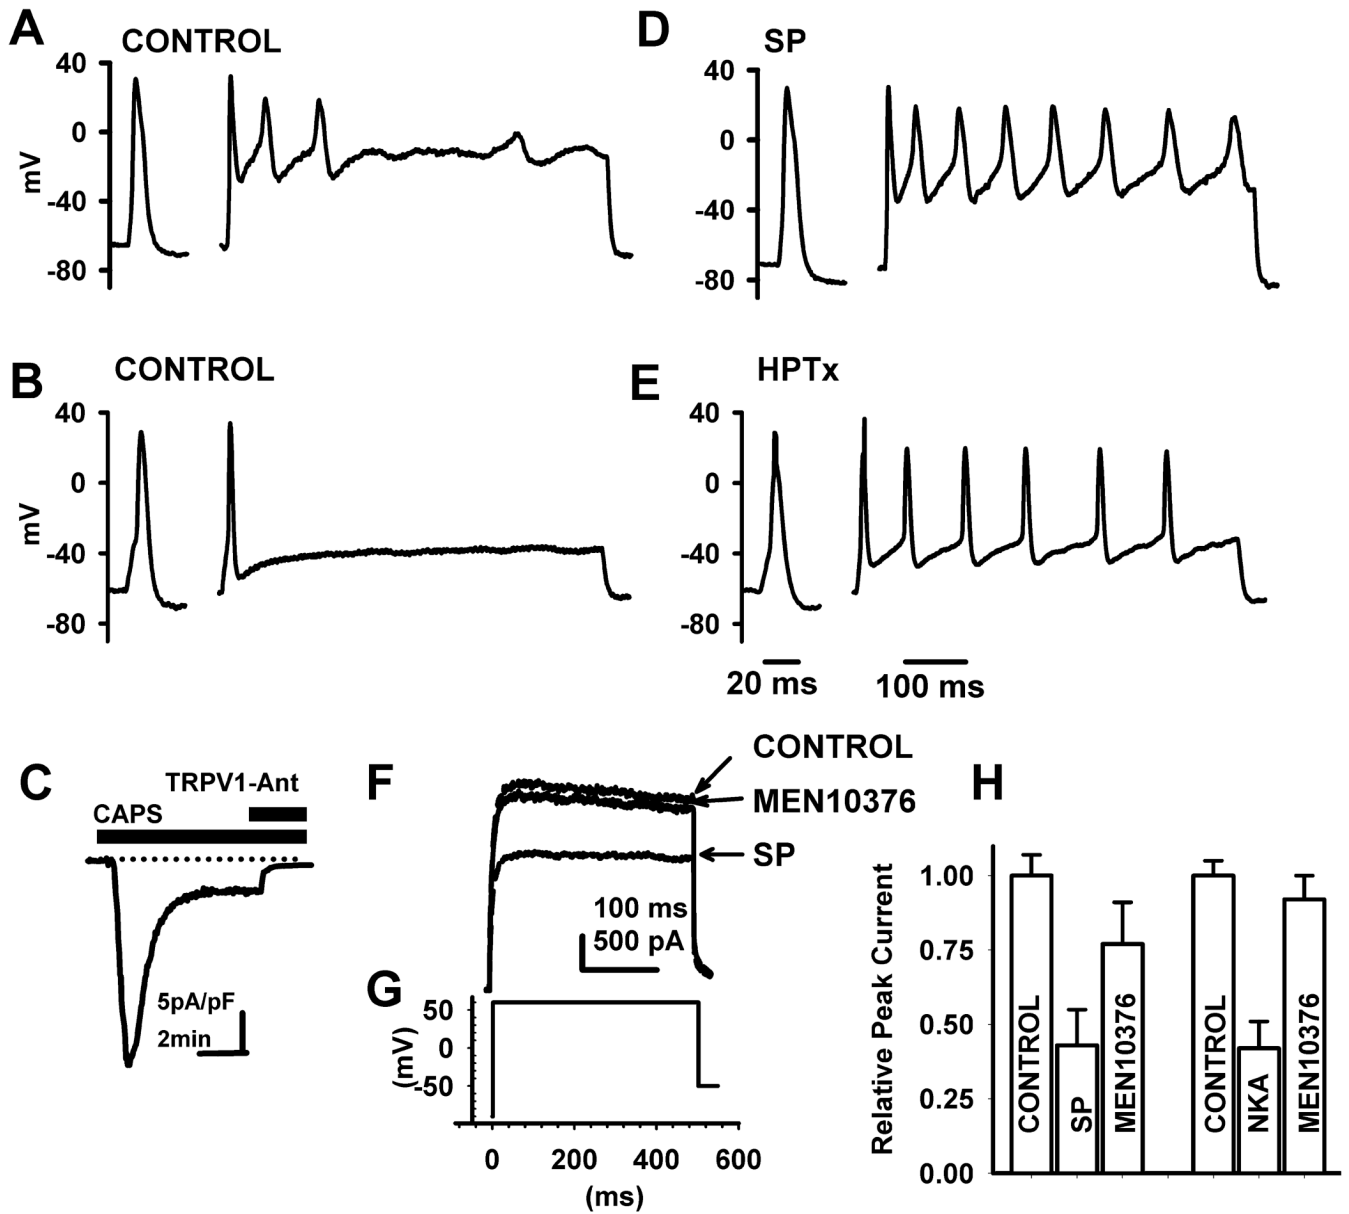 A
CONTROL
40
0
-40
-80
mV
D
SP
40
0
-40
-80
B
CONTROL
40
0
-40
-80
mV
E
HPTx
40
0
-40
-80
20 ms
100 ms
C
TRPV1-Ant
CAPS
5pA/pF
2min
F
CONTROL
MEN10376
SP
100 ms
500 pA
G
50
0
-50
(mV)
0 200 400 600
(ms)
H
Relative Peak Current
1.00
0.75
0.50
0.25
0.00
CONTROL
SP
MEN10376
CONTROL
NKA
MEN10376